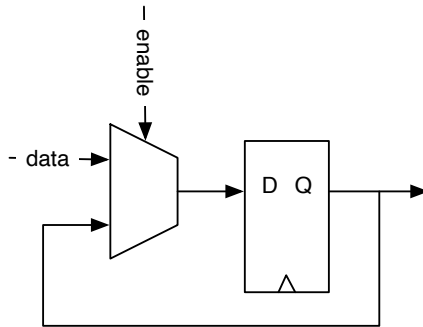 – enable
- data
D Q